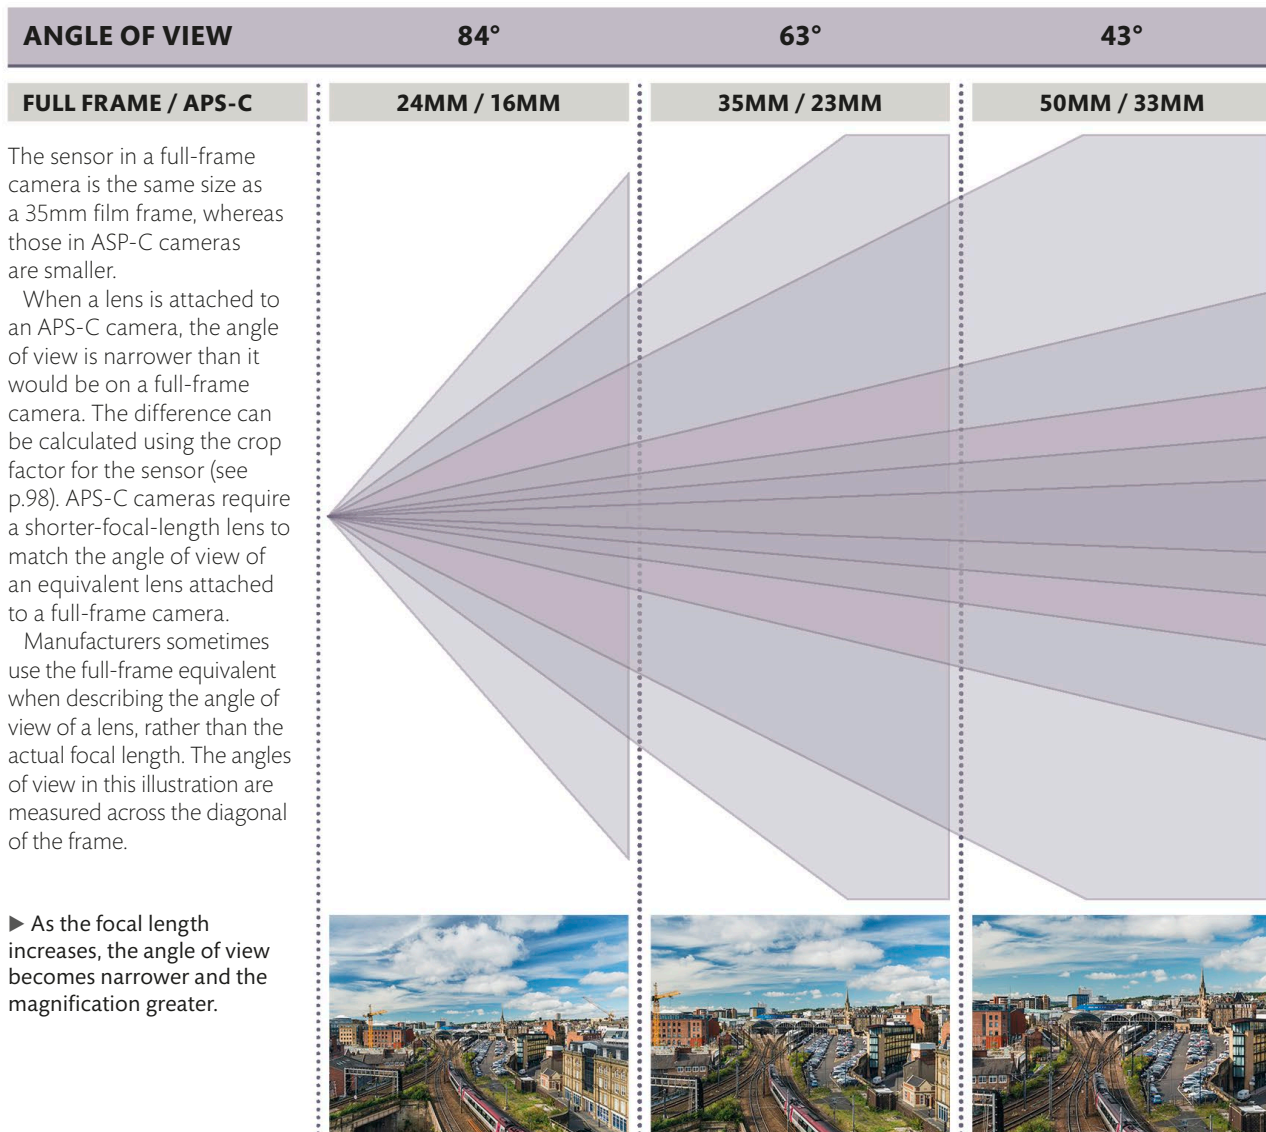 ANGLE OF VIEW 84° 63° 43°
FULL FRAME / APS-C 24MM / 16MM 35MM / 23MM 50MM / 33MM
The sensor in a full-frame
camera is the same size as
a 35mm film frame, whereas
those in ASP-C cameras
are smaller.
When a lens is attached to
an APS-C camera, the angle
of view is narrower than it
would be on a full-frame
camera. The difference can
be calculated using the crop
factor for the sensor (see
p.98). APS-C cameras require
a shorter-focal-length lens to
match the angle of view of
an equivalent lens attached
to a full-frame camera.
Manufacturers sometimes
use the full-frame equivalent
when describing the angle of
view of a lens, rather than the
actual focal length. The angles
of view in this illustration are
measured across the diagonal
of the frame.
▶ As the focal length
increases, the angle of view
becomes narrower and the
magnification greater.